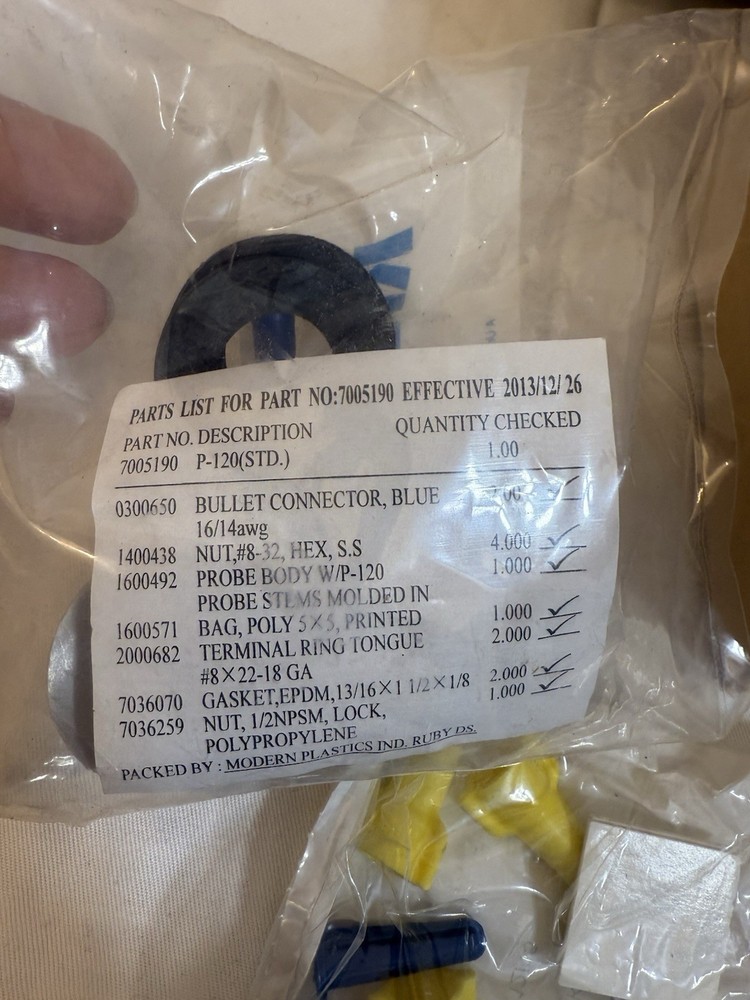 PARTS LIST FOR PART NO:7005190 EFFECTIVE 2013/12/26
PART NO. DESCRIPTION QUANTITY CHECKED
7005190 P-120(STD.) 1.00
0300650 BULLET CONNECTOR, BLUE
16/14awg
1400438 NUT,#8-32, HEX, S.S 4.000
1600492 PROBE BODY W/P-120 1.000
PROBE STEMS MOLDED IN
1600571 BAG, POLY 5×5, PRINTED 1.000
2000682 TERMINAL RING TONGUE 2.000
#8×22-18 GA
7036070 GASKET,EPDM,13/16×1 1/2×1/8 2.000
7036259 NUT, 1/2NPSM, LOCK, 1.000
POLYPROPYLENE
PACKED BY : MODERN PLASTICS IND. RUBY DS.